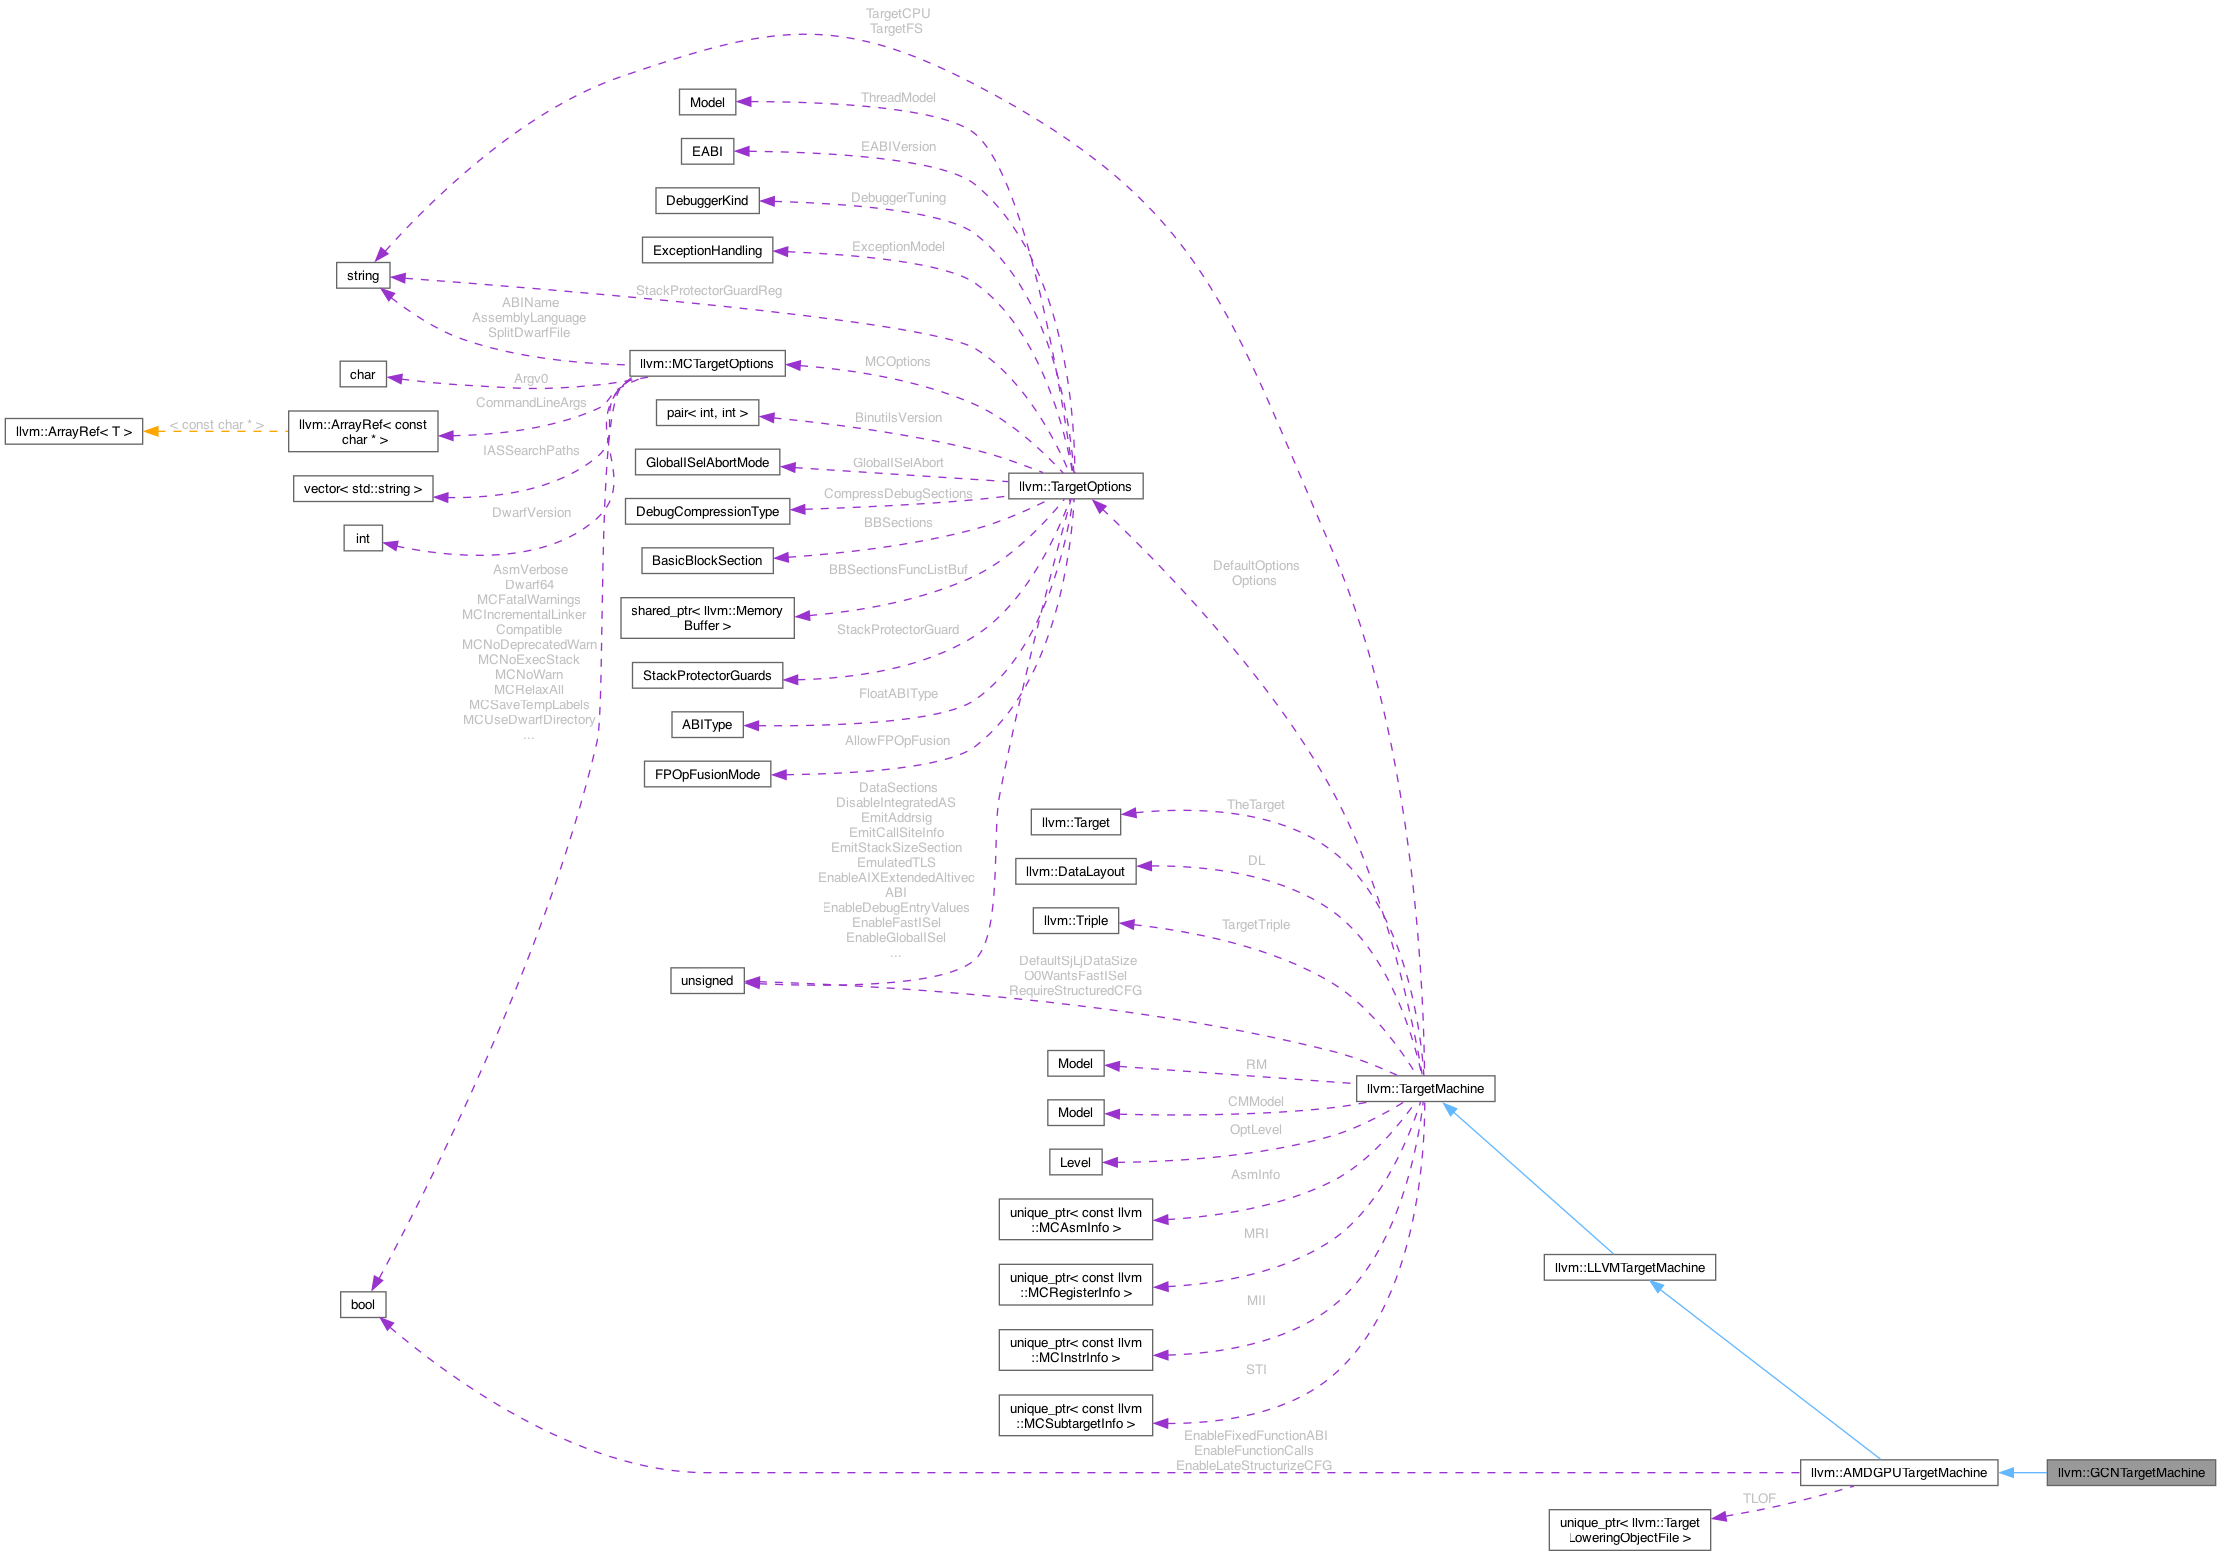 TargetCPU
TargetFS
Model
ThreadModel
EABI
EABIVersion
DebuggerKind
DebuggerTuning
ExceptionHandling
ExceptionModel
string
StackProtectorGuardReg
ABIName
AssemblyLanguage
SplitDwarfFile
llvm::MCTargetOptions
MCOptions
char
Argv0
CommandLineArgs
llvm::ArrayRef< T >
< const char * >
llvm::ArrayRef< const
char * >
pair< int, int >
BinutilsVersion
IASSearchPaths
GlobalISelAbortMode
GlobalISelAbort
vector< std::string >
llvm::TargetOptions
CompressDebugSections
DebugCompressionType
DwarfVersion
int
BBSections
BasicBlockSection
DefaultOptions
Options
AsmVerbose
Dwarf64
MCFatalWarnings
MCIncrementalLinker
Compatible
MCNoDeprecatedWarn
MCNoExecStack
MCNoWarn
MCRelaxAll
MCSaveTempLabels
MCUseDwarfDirectory
...
BBSectionsFuncListBuf
shared_ptr< llvm::Memory
Buffer >
StackProtectorGuard
StackProtectorGuards
FloatABIType
ABIType
AllowFPOpFusion
FPOpFusionMode
DataSections
DisableIntegratedAS
EmitAddrsig
EmitCallSiteInfo
EmitStackSizeSection
EmulatedTLS
EnableAIXExtendedAltivec
ABI
EnableDebugEntryValues
EnableFastISel
EnableGlobalISel
...
TheTarget
llvm::Target
DL
llvm::DataLayout
llvm::Triple
TargetTriple
unsigned
DefaultSjLjDataSize
O0WantsFastISel
RequireStructuredCFG
Model
RM
llvm::TargetMachine
Model
CMModel
OptLevel
Level
AsmInfo
unique_ptr< const llvm
::MCAsmInfo >
MRI
unique_ptr< const llvm
::MCRegisterInfo >
llvm::LLVMTargetMachine
MII
bool
unique_ptr< const llvm
::MCInstrInfo >
STI
unique_ptr< const llvm
::MCSubtargetInfo >
EnableFixedFunctionABI
EnableFunctionCalls
EnableLateStructurizeCFG
llvm::AMDGPUTargetMachine
llvm::GCNTargetMachine
TLOF
unique_ptr< llvm::Target
LoweringObjectFile >